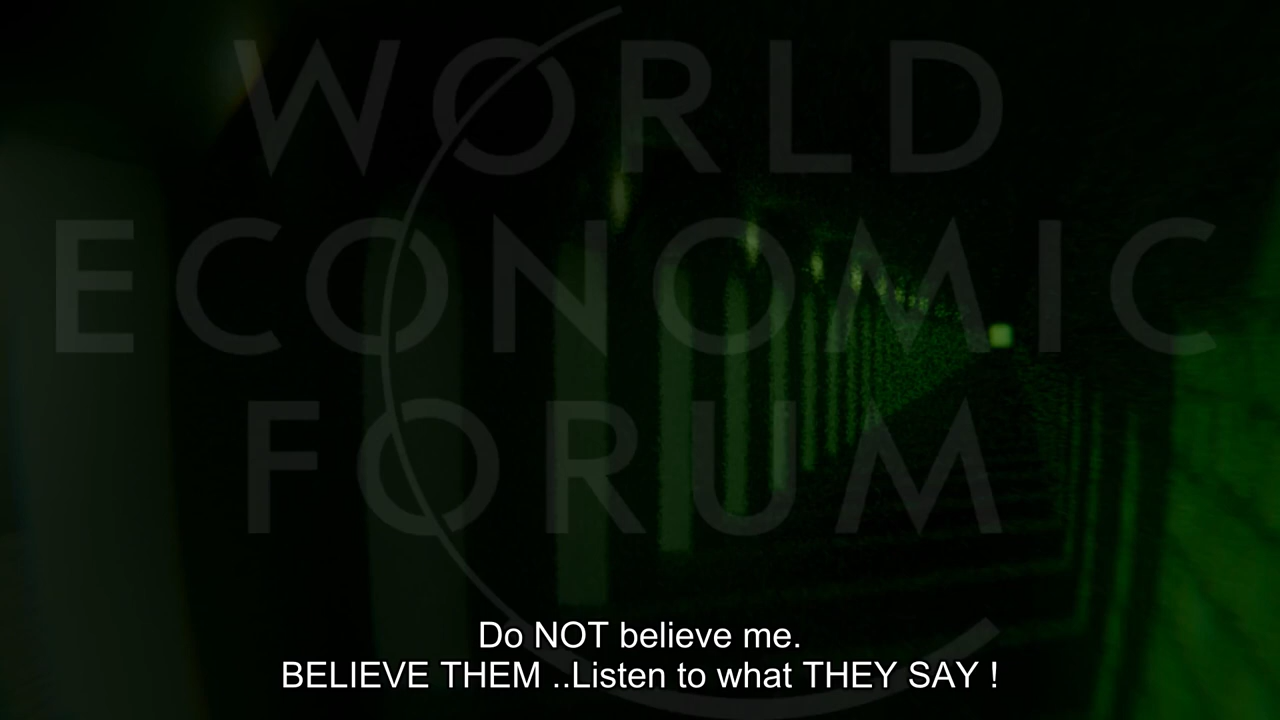 WORLD
ECONOMIC
FORUM
Do NOT believe me.
BELIEVE THEM ..Listen to what THEY SAY !